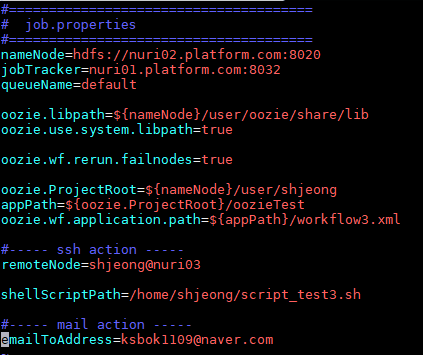 #=====================================
#  job.properties
#=====================================
nameNode=hdfs://nuri02.platform.com:8020
jobTracker=nuri01.platform.com:8032
queueName=default
oozie.libpath=${nameNode}/user/oozie/share/lib
oozie.use.system.libpath=true
oozie.wf.rerun.failnodes=true
oozie.ProjectRoot=${nameNode}/user/shjeong
appPath=${oozie.ProjectRoot}/oozieTest
oozie.wf.application.path=${appPath}/workflow3.xml
#----- ssh action -----
remoteNode=shjeong@nuri03
shellScriptPath=/home/shjeong/script_test3.sh
#----- mail action -----
emailToAddress=ksbok1109@naver.com
~